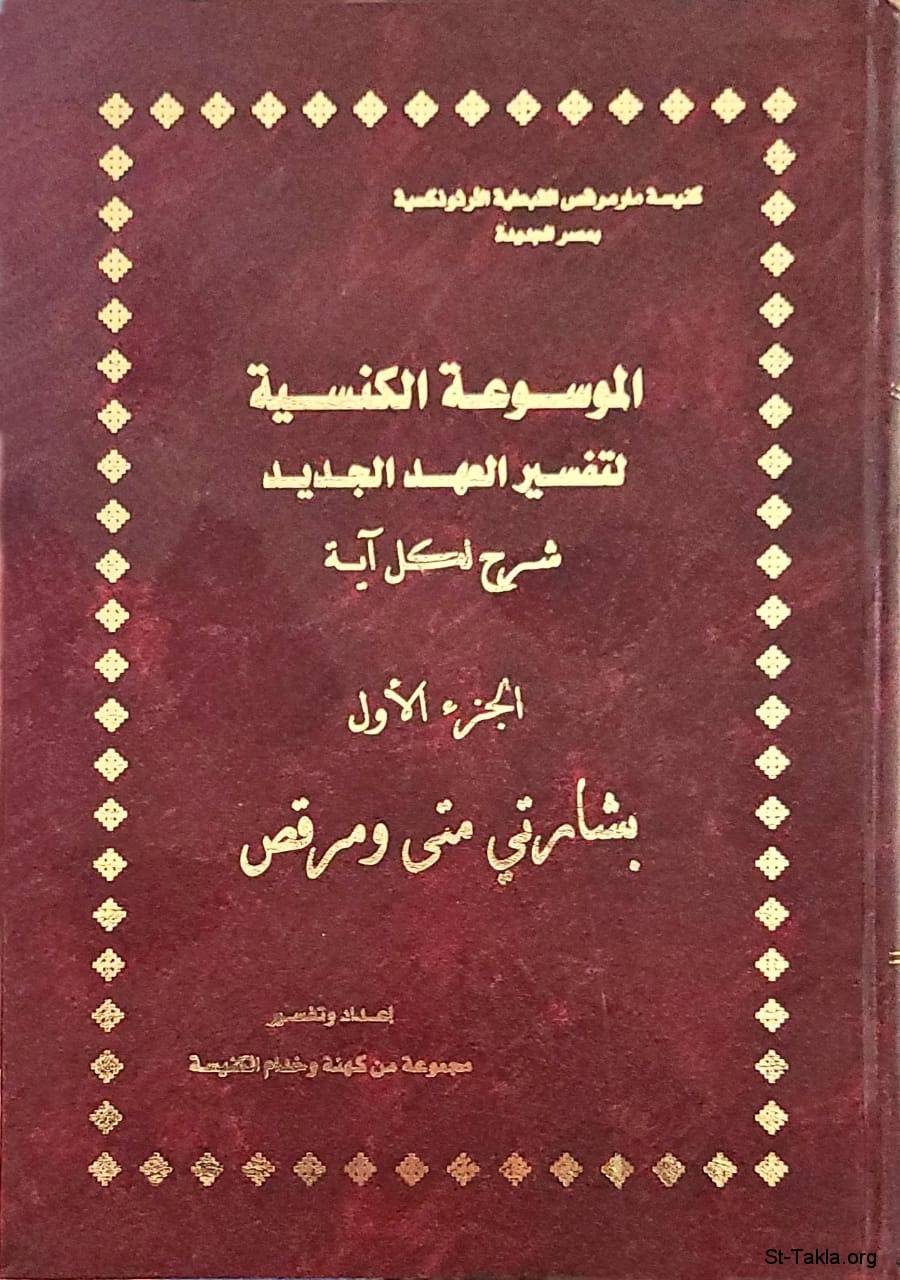 كنيسة مارمرقس القبطية الأرثوذكسية
بمصر الجديدة
الموسوعة الكنسية
لتفسير العهد الجديد
شرح لكل آية
الجزء الأول
بشارتي متى ومرقص
إعداد وتفسير
مجموعة من كهنة وخدام الكنيسة
St-Takla.org